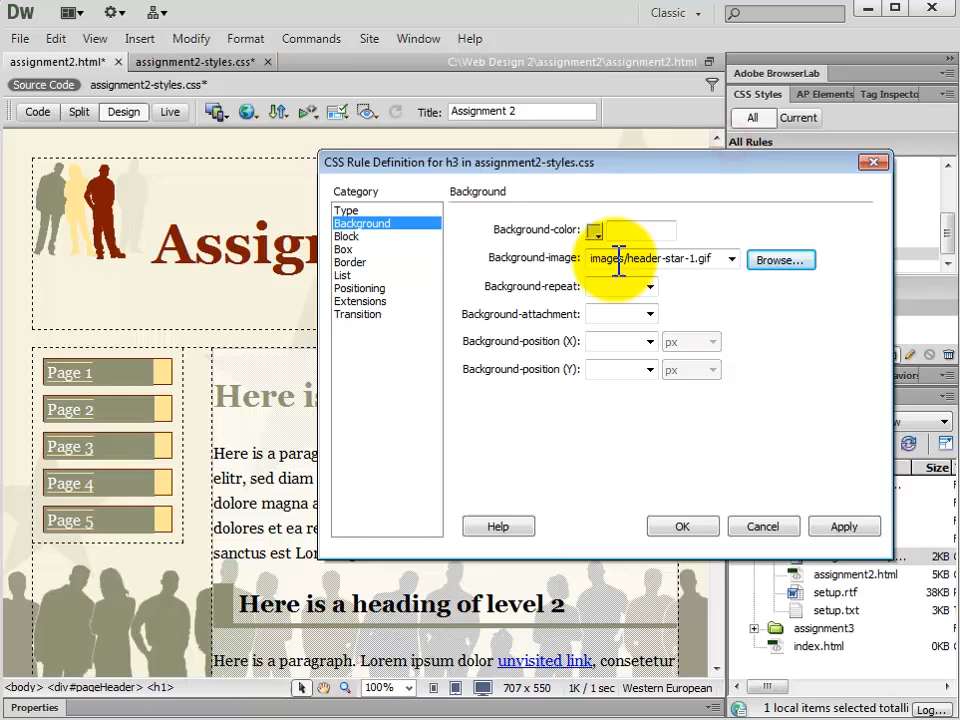 Dw
Classic
File Edit View Insert Modify Format Commands Site Window Help
assignment2.html* assignment2-styles.css* C:\Web Design 2\assignment2\assignment2.html
Source Code assignment2-styles.css*
Code Split Design Live Title: Assignment 2
Adobe BrowserLab
CSS Styles AP Elements Tag Inspecto
All Current
All Rules
CSS Rule Definition for h3 in assignment2-styles.css
Category Background
Type
Background
Block
Box
Border
List
Positioning
Extensions
Transition
Background-color:
Background-image: images/header-star-1.gif Browse...
Background-repeat:
Background-attachment:
Background-position (X): px
Background-position (Y): px
Help OK Cancel Apply
Assign
Page 1
Page 2
Page 3
Page 4
Page 5
Here is
Here is a parag
elitr, sed diam
dolore magna a
dolores et ea re
sanctus est Lor
Here is a heading of level 2
Here is a paragraph. Lorem ipsum dolor unvisited link, consetetur
Size
2KB
assignment2.html 5KB
setup.rtf 38KB
setup.txt 3KB
assignment3
index.html 0KB
<body> <div#pageHeader> <h1> 100% 707 x 550 1K / 1 sec Western European
Properties
1 local items selected totalli Log...